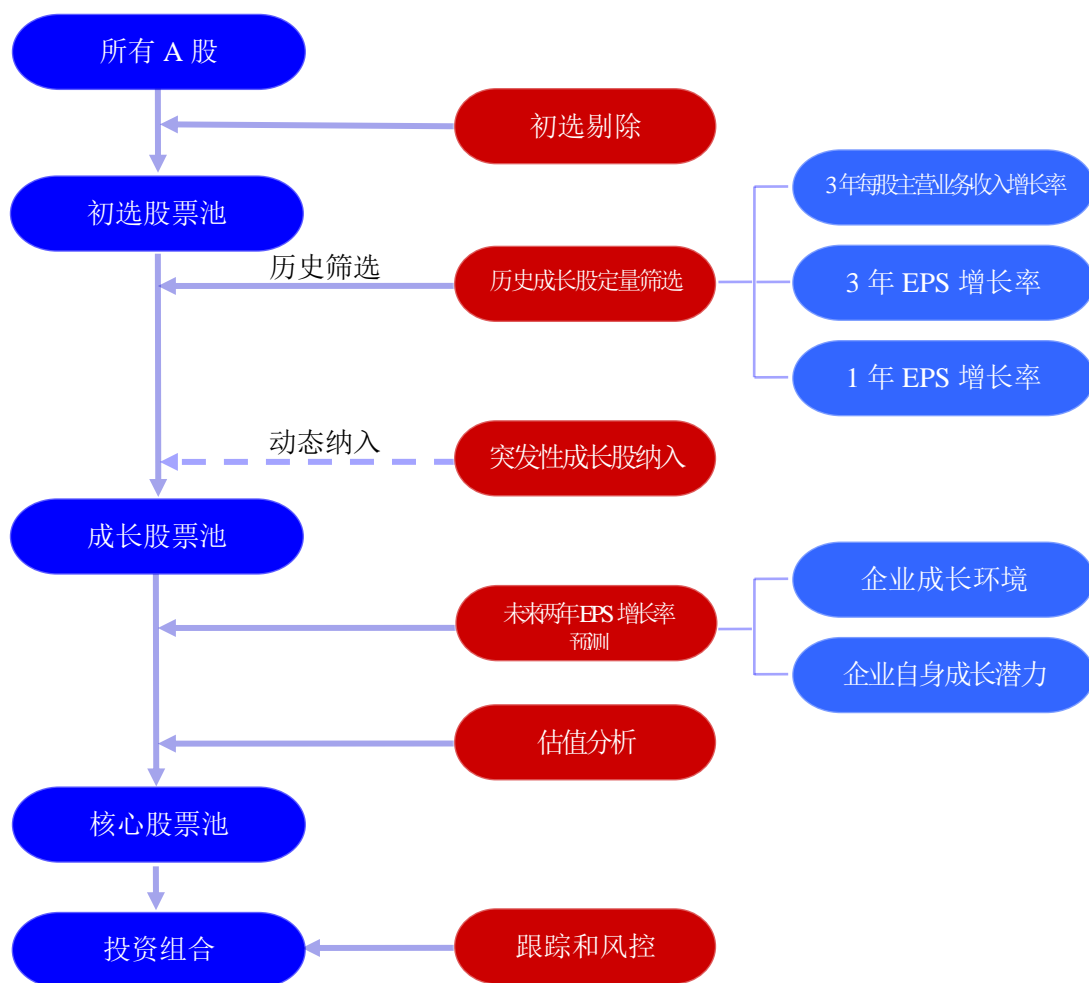 所有 A 股
初选剔除
3年每股主营业务收入增长率
初选股票池
历史筛选
历史成长股定量筛选
3 年 EPS 增长率
1 年 EPS 增长率
动态纳入
突发性成长股纳入
成长股票池
企业成长环境
未来两年EPS 增长率
预测
企业自身成长潜力
估值分析
核心股票池
投资组合
跟踪和风控